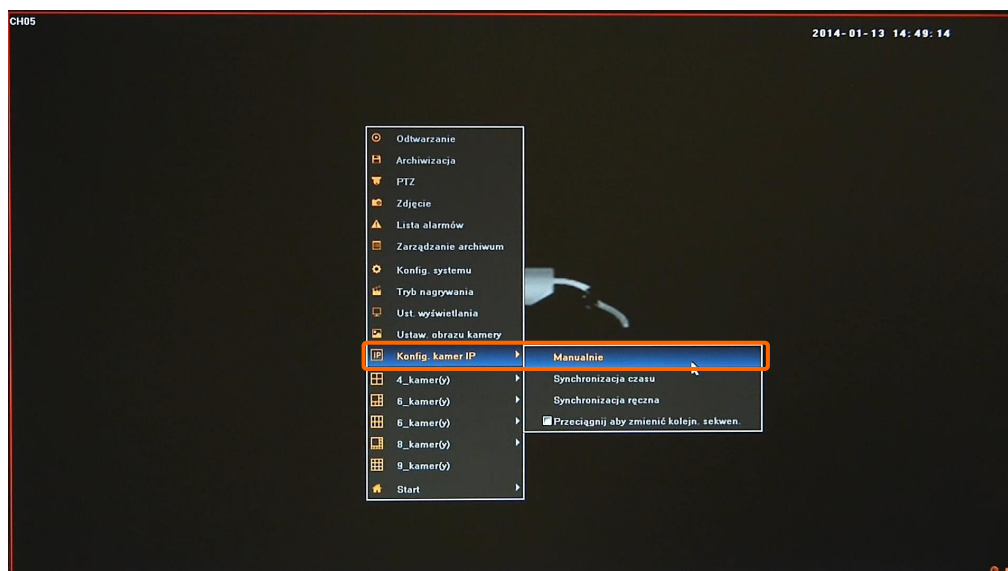 CH05
2014-01-13 14:49:14
Odtwarzanie
Archiwizacja
PTZ
Zdjęcie
Lista alarmów
Zarządzanie archiwum
Konfig. systemu
Tryb nagrywania
Ust. wyświetlania
Ustaw. obrazu kamery
IP Konfig. kamer IP
Manualnie
Synchronizacja czasu
Synchronizacja ręczna
Przeciągnij aby zmienić kolejn. sekwen.
4_kamer(y)
6_kamer(y)
6_kamer(y)
8_kamer(y)
9_kamer(y)
Start